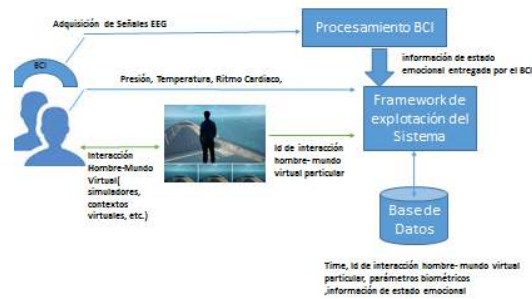 Adquisición de Señales EEG
Procesamiento BCI
BCI
información de estado
emocional entregada por el BCI
Presión, Temperatura, Ritmo Cardiaco,
Framework de
explotación del
Sistema
Interacción
Hombre-Mundo
Virtual(
simuladores,
contextos
virtuales, etc.)
Id de interacción
hombre- mundo
virtual particular
Base de
Datos
Time, Id de interacción hombre- mundo virtual
particular, parámetros biométricos
,información de estado emocional